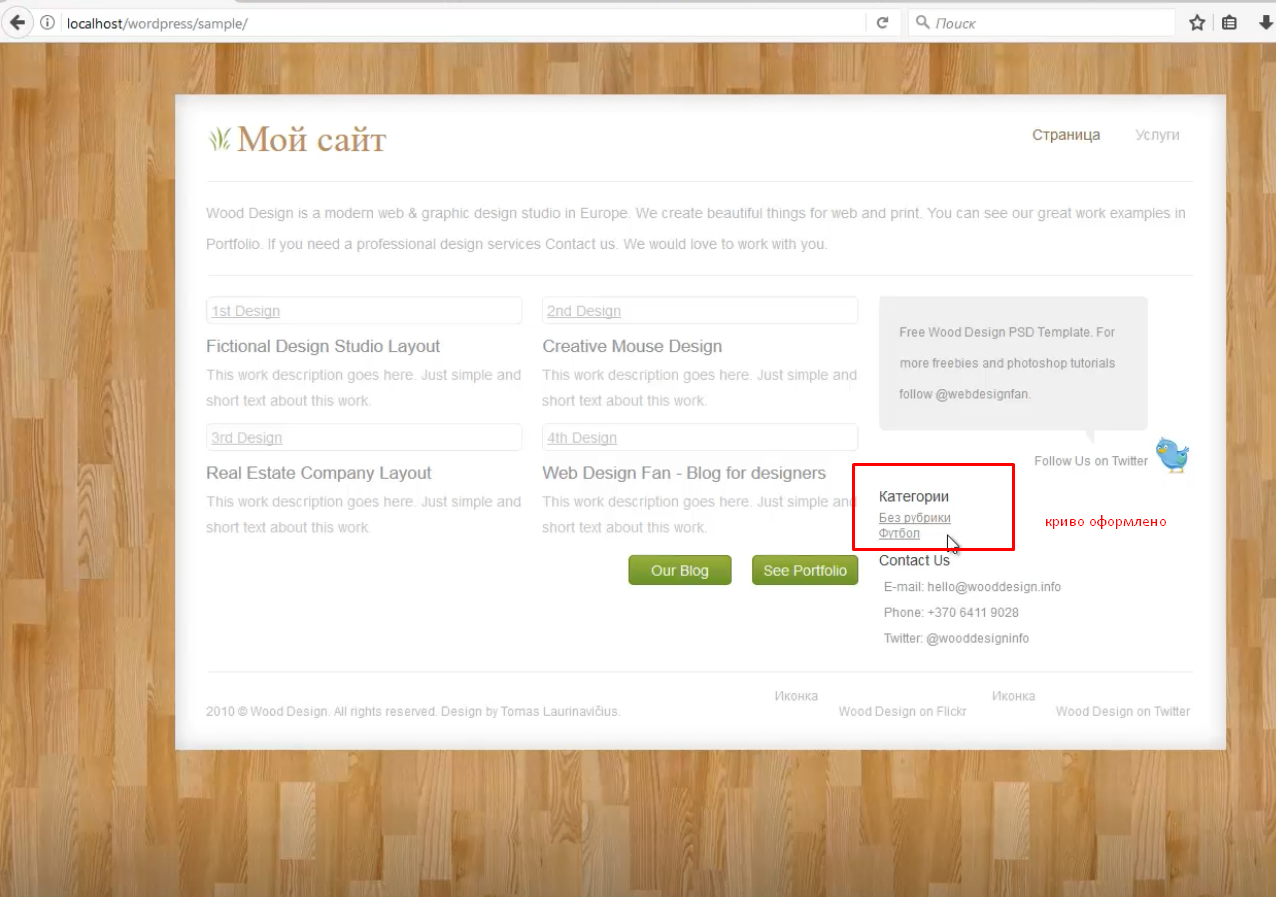 localhost/wordpress/sample/
Поиск
Мой сайт
Страница
Услуги
Wood Design is a modern web & graphic design studio in Europe. We create beautiful things for web and print. You can see our great work examples in
Portfolio. If you need a professional design services Contact us. We would love to work with you.
1st Design
Fictional Design Studio Layout
This work description goes here. Just simple and
short text about this work.
2nd Design
Creative Mouse Design
This work description goes here. Just simple and
short text about this work.
3rd Design
Real Estate Company Layout
This work description goes here. Just simple and
short text about this work.
4th Design
Web Design Fan - Blog for designers
This work description goes here. Just simple and
short text about this work.
Our Blog
See Portfolio
Free Wood Design PSD Template. For
more freebies and photoshop tutorials
follow @webdesignfan.
Follow Us on Twitter
Категории
Без рубрики
Футбол
криво оформлено
Contact Us
E-mail: hello@wooddesign.info
Phone: +370 6411 9028
Twitter: @wooddesigninfo
2010 © Wood Design. All rights reserved. Design by Tomas Laurinavičius.
Иконка
Wood Design on Flickr
Иконка
Wood Design on Twitter